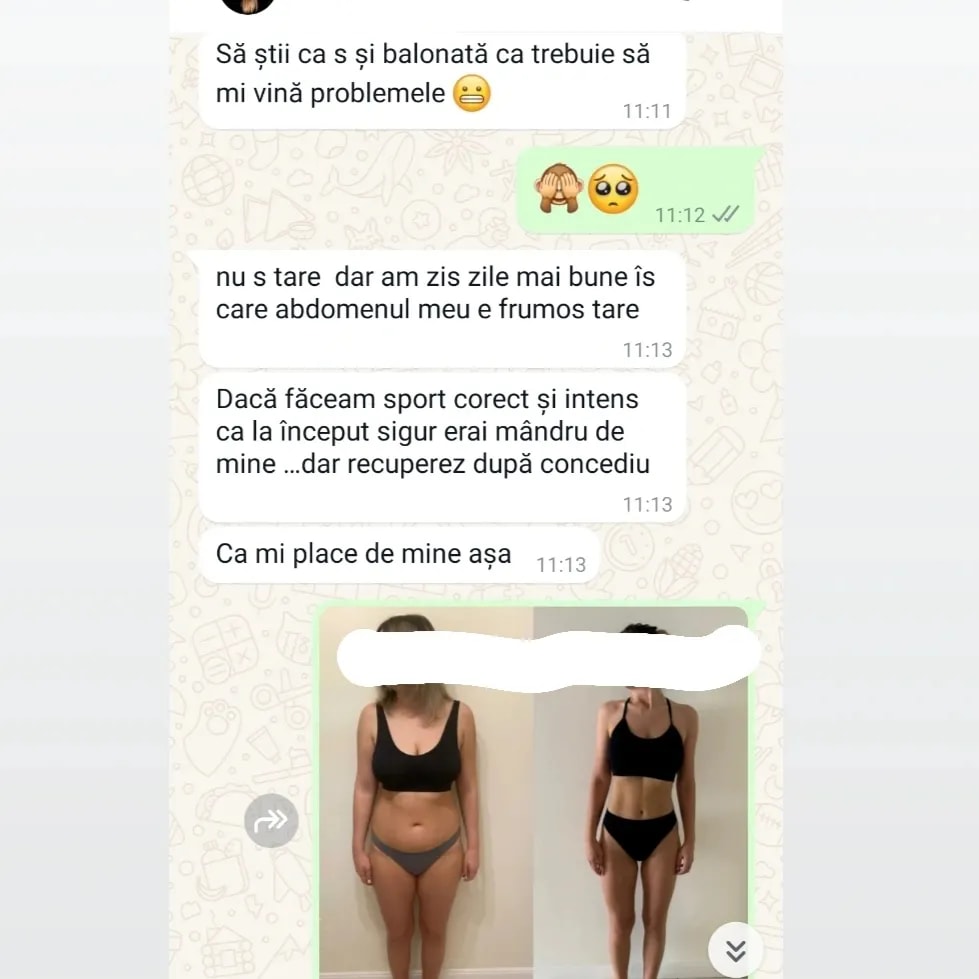 Să știi ca s și balonată ca trebuie să
mi vină problemele 😬
11:11
🙈🥺
11:12
nu s tare dar am zis zile mai bune îs
care abdomenul meu e frumos tare
11:13
Dacă făceam sport corect și intens
ca la început sigur erai mândru de
mine ...dar recuperez după concediu
11:13
Ca mi place de mine așa 11:13